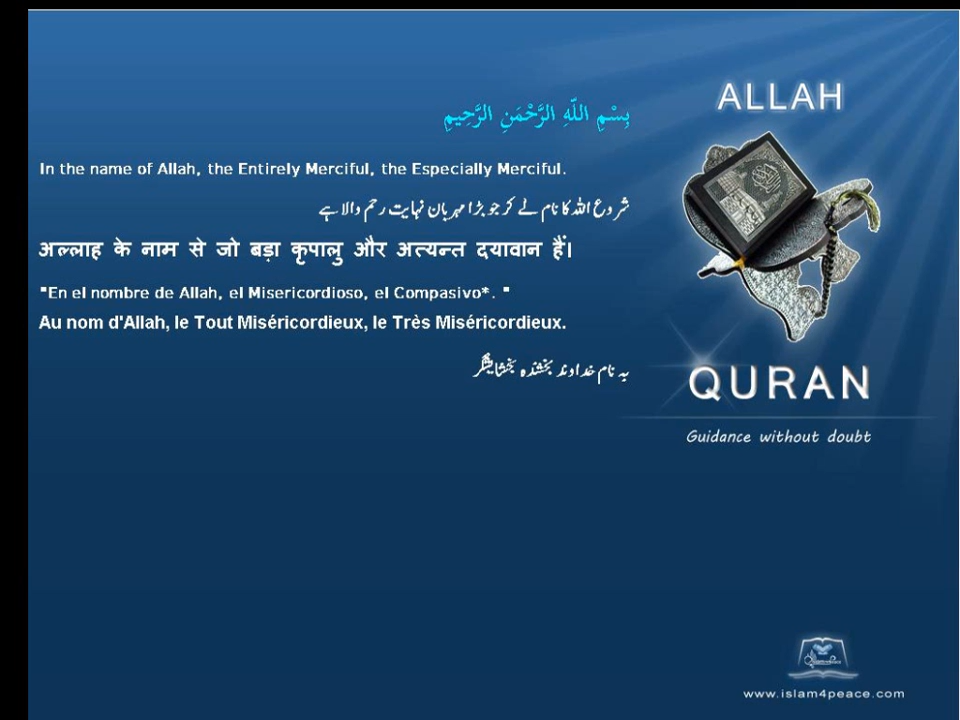 بِسْمِ اللّهِ الرَّحْمَنِ الرَّحِيمِ
In the name of Allah, the Entirely Merciful, the Especially Merciful.
شروع الله کا نام لے کر جو بڑا مہربان نہایت رحم والا ہے
अल्लाह के नाम से जो बड़ा कृपालु और अत्यन्त दयावान हैं।
"En el nombre de Allah, el Misericordioso, el Compasivo*. "
Au nom d'Allah, le Tout Miséricordieux, le Très Miséricordieux.
به نام خداوند بخشنده بخشایشگر
ALLAH
QURAN
Guidance without doubt
www.islam4peace.com